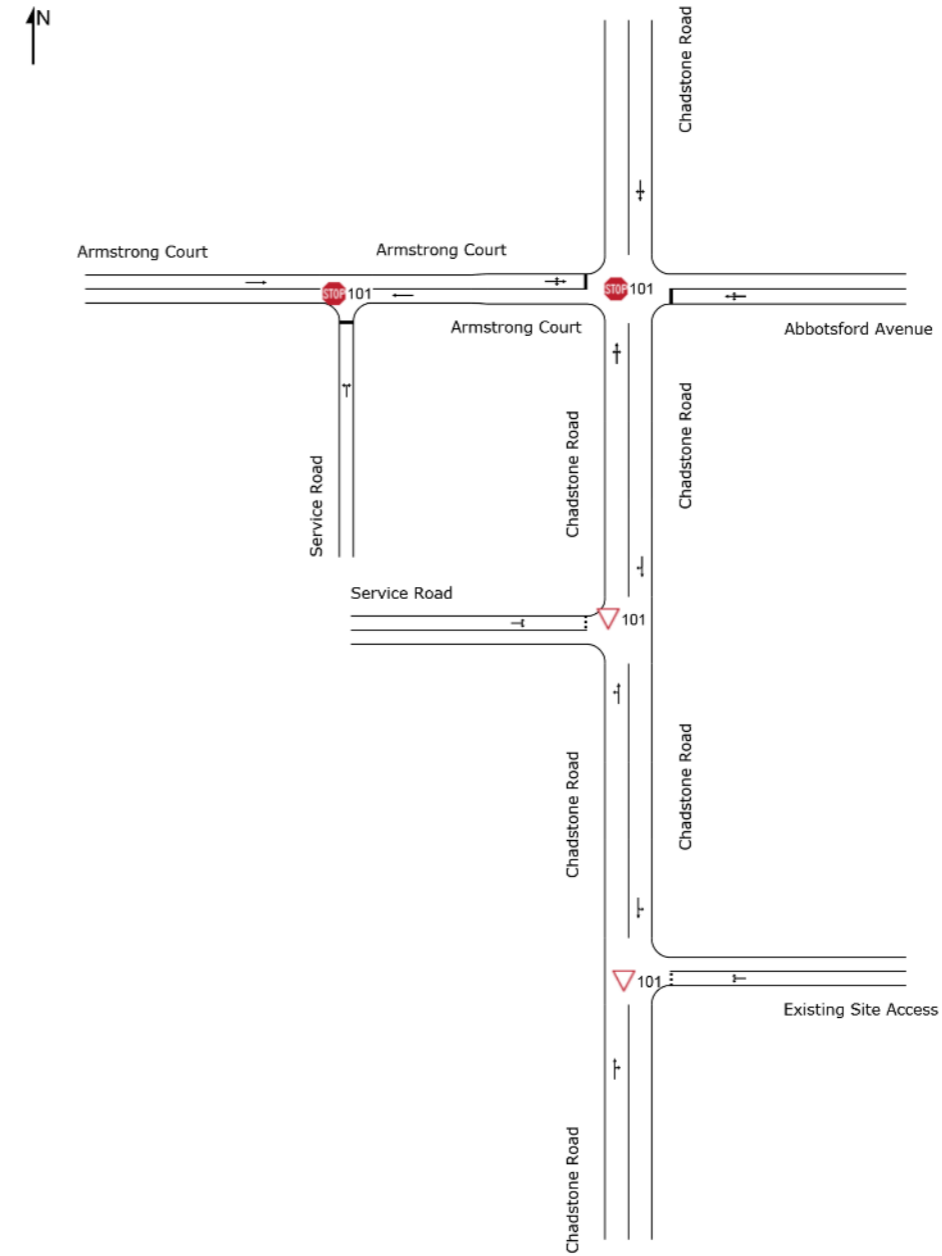 N
Chadstone Road
Armstrong Court
Armstrong Court
STOP 101
STOP 101
Armstrong Court
Abbotsford Avenue
Chadstone Road
Chadstone Road
Service Road
Service Road
101
Chadstone Road
Chadstone Road
101
Existing Site Access
Chadstone Road